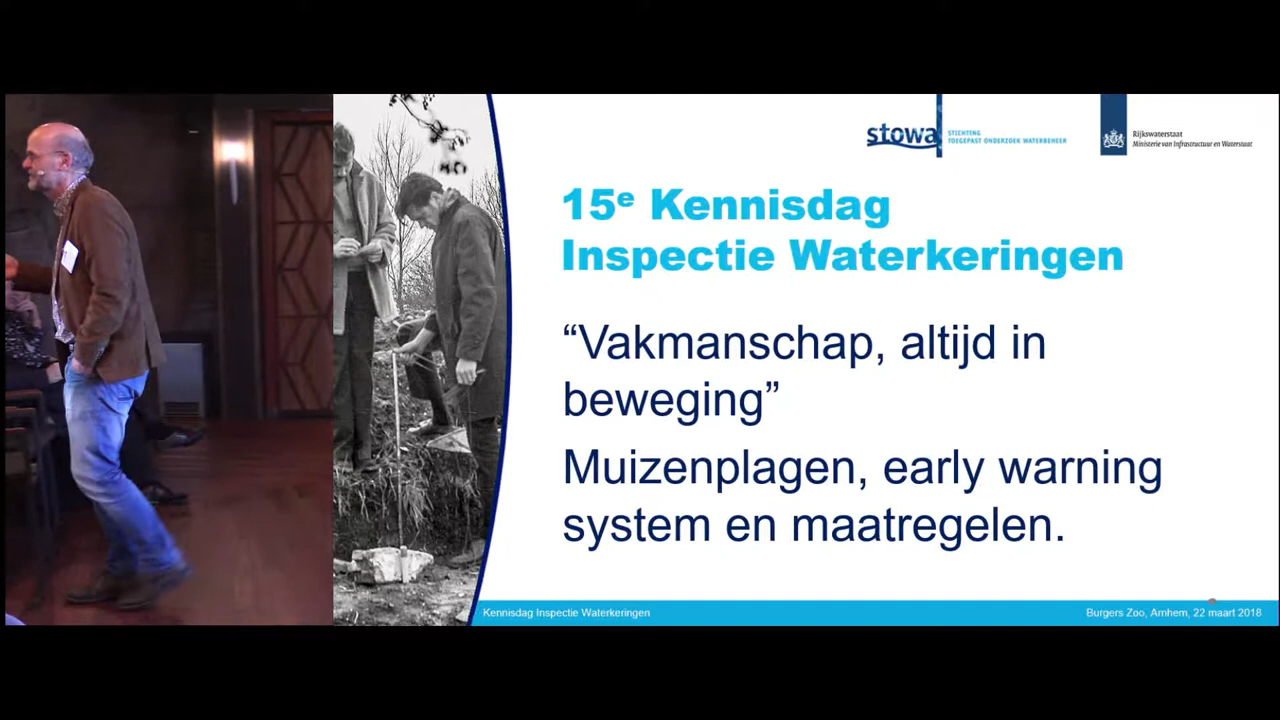 stowa
STICHTING
TOEGEPAST ONDERZOEK WATERBEHEER
Rijkswaterstaat
Ministerie van Infrastructuur en Waterstaat
15e Kennisdag
Inspectie Waterkeringen
“Vakmanschap, altijd in
beweging”
Muizenplagen, early warning
system en maatregelen.
Kennisdag Inspectie Waterkeringen
Burgers Zoo, Arnhem, 22 maart 2018